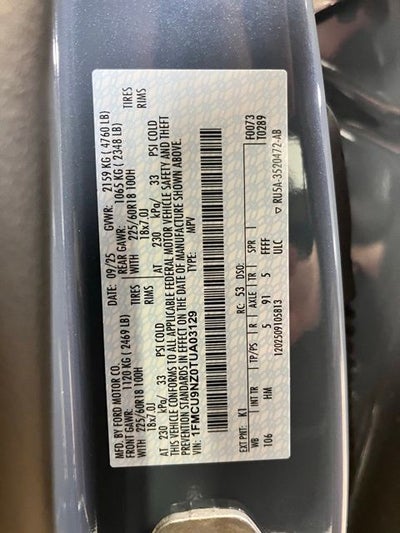 MFD. BY FORD MOTOR CO.
DATE: 09/25 GVWR: 2159 KG ( 4760 LB)
FRONT GAWR: 1120 KG (2469 LB) REAR GAWR: 1065 KG (2348 LB)
WITH 225/60R18 100H TIRES WITH 225/60R18 100H TIRES
18x7.0J RIMS 18x7.0J RIMS
AT 230 kPa/ 33 PSI COLD AT 230 kPa/ 33 PSI COLD
THIS VEHICLE CONFORMS TO ALL APPLICABLE FEDERAL MOTOR VEHICLE SAFETY AND THEFT
PREVENTION STANDARDS IN EFFECT ON THE DATE OF MANUFACTURE SHOWN ABOVE.
VIN: 1FMCU9NZ0TUA03129 TYPE: MPV
F0073
T0289
EXT PNT: K1 RC: 53 DSO:
WB TP/PS R AXLE TR SPR
106 HM 5 91 5 FFFF
1202509105813 ULC
▽ RU5A-3520472-AB